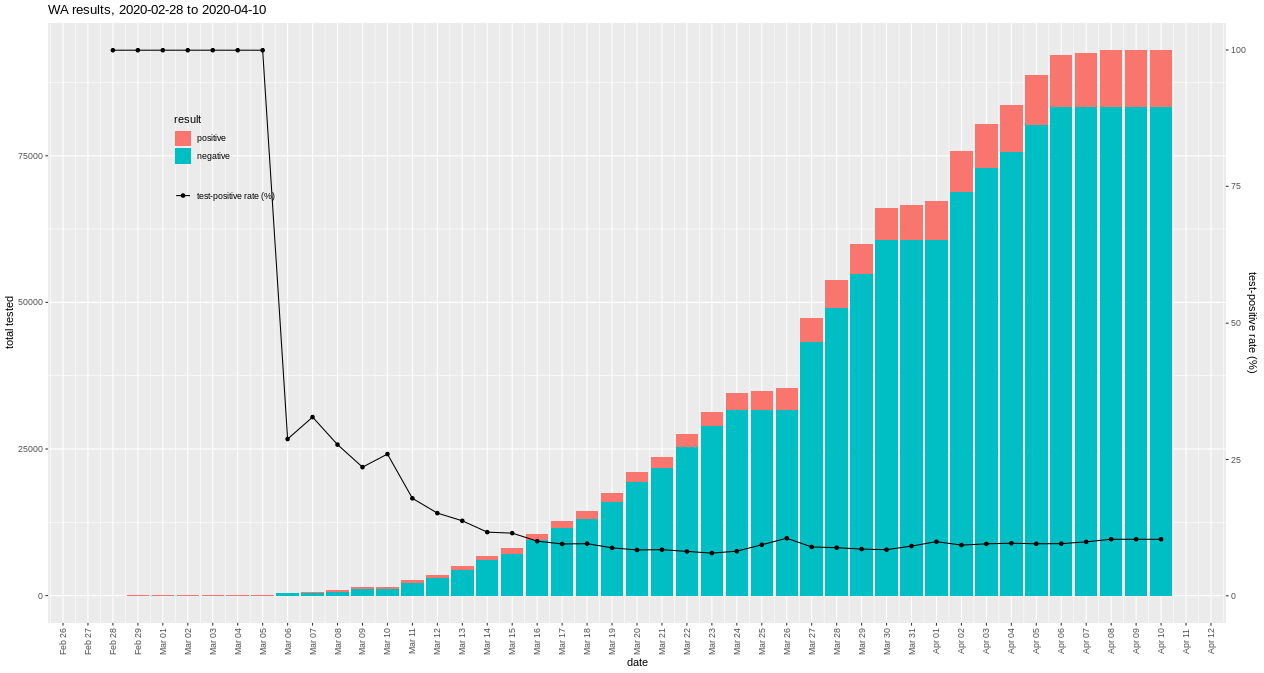 WA results, 2020-02-28 to 2020-04-10
result
positive
negative
test-positive rate (%)
total tested
75000
50000
25000
0
100
75
50
25
0
test-positive rate (%)
Feb 26
Feb 27
Feb 28
Feb 29
Mar 01
Mar 02
Mar 03
Mar 04
Mar 05
Mar 06
Mar 07
Mar 08
Mar 09
Mar 10
Mar 11
Mar 12
Mar 13
Mar 14
Mar 15
Mar 16
Mar 17
Mar 18
Mar 19
Mar 20
Mar 21
Mar 22
Mar 23
Mar 24
Mar 25
Mar 26
Mar 27
Mar 28
Mar 29
Mar 30
Mar 31
Apr 01
Apr 02
Apr 03
Apr 04
Apr 05
Apr 06
Apr 07
Apr 08
Apr 09
Apr 10
Apr 11
Apr 12
date